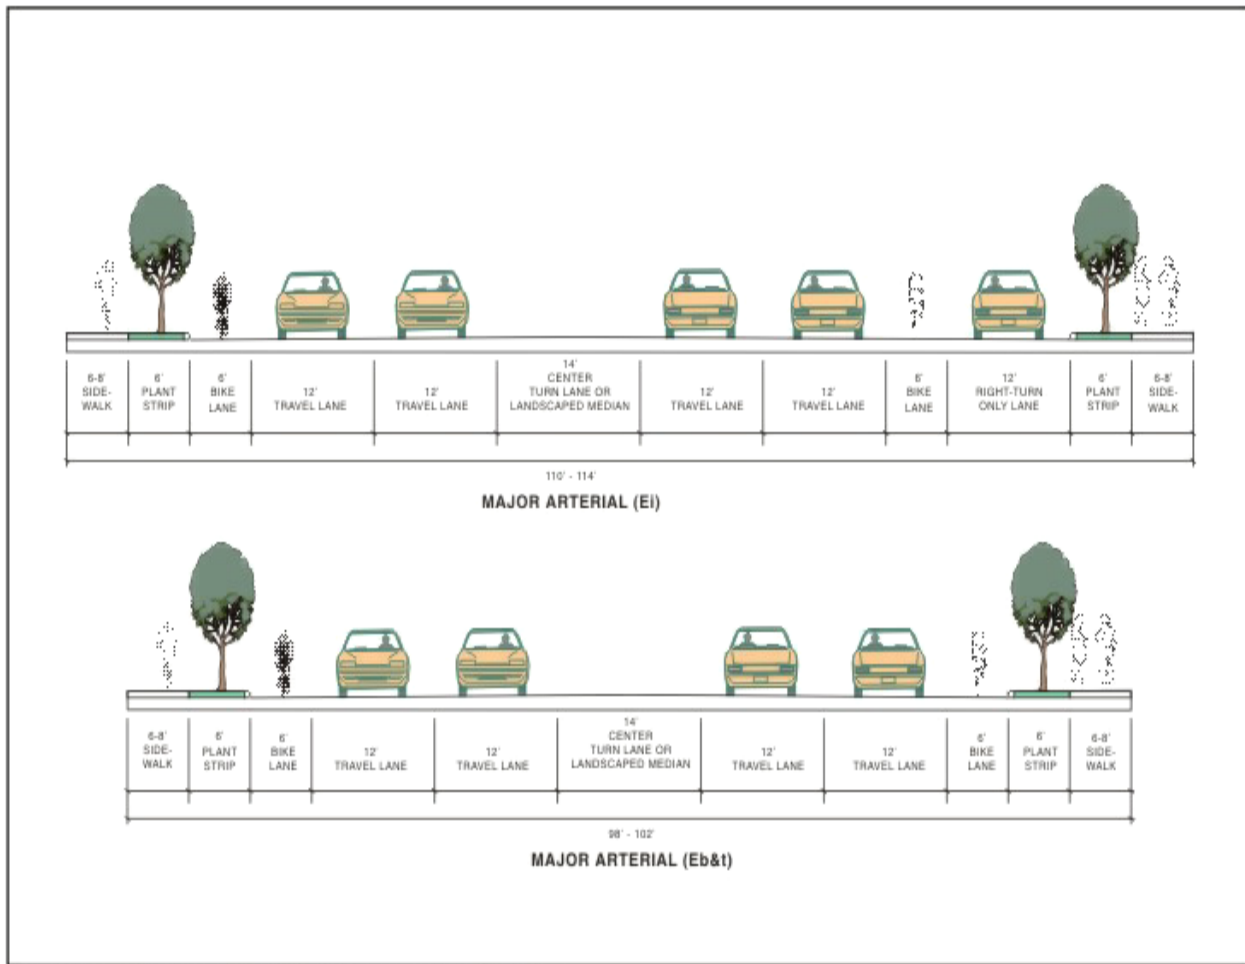 6-8'
SIDE-
WALK
6'
PLANT
STRIP
6'
BIKE
LANE
12'
TRAVEL LANE
12'
TRAVEL LANE
14'
CENTER
TURN LANE OR
LANDSCAPED MEDIAN
12'
TRAVEL LANE
12'
TRAVEL LANE
6'
BIKE
LANE
12'
RIGHT-TURN
ONLY LANE
6'
PLANT
STRIP
6-8'
SIDE-
WALK
110' - 114'
MAJOR ARTERIAL (Ei)
6-8'
SIDE-
WALK
6'
PLANT
STRIP
6'
BIKE
LANE
12'
TRAVEL LANE
12'
TRAVEL LANE
14'
CENTER
TURN LANE OR
LANDSCAPED MEDIAN
12'
TRAVEL LANE
12'
TRAVEL LANE
6'
BIKE
LANE
6'
PLANT
STRIP
6-8'
SIDE-
WALK
98' - 102'
MAJOR ARTERIAL (Eb&t)